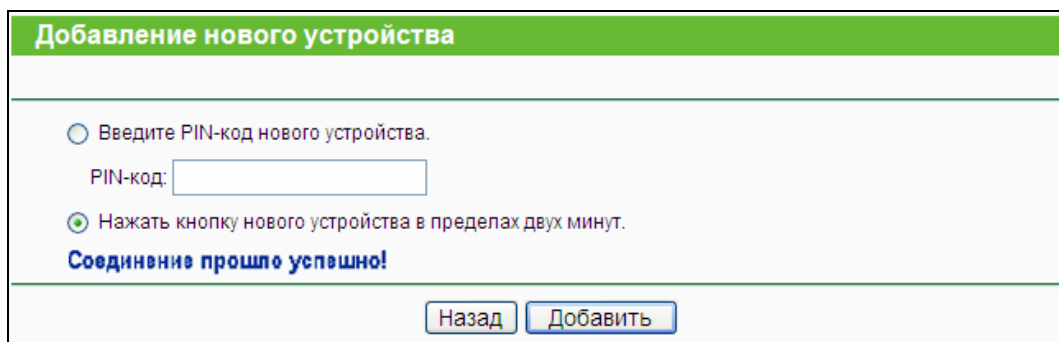 Добавление нового устройства
Введите PIN-код нового устройства.
PIN-код:
Нажать кнопку нового устройства в пределах двух минут.
Соединение прошло успешно!
Назад Добавить